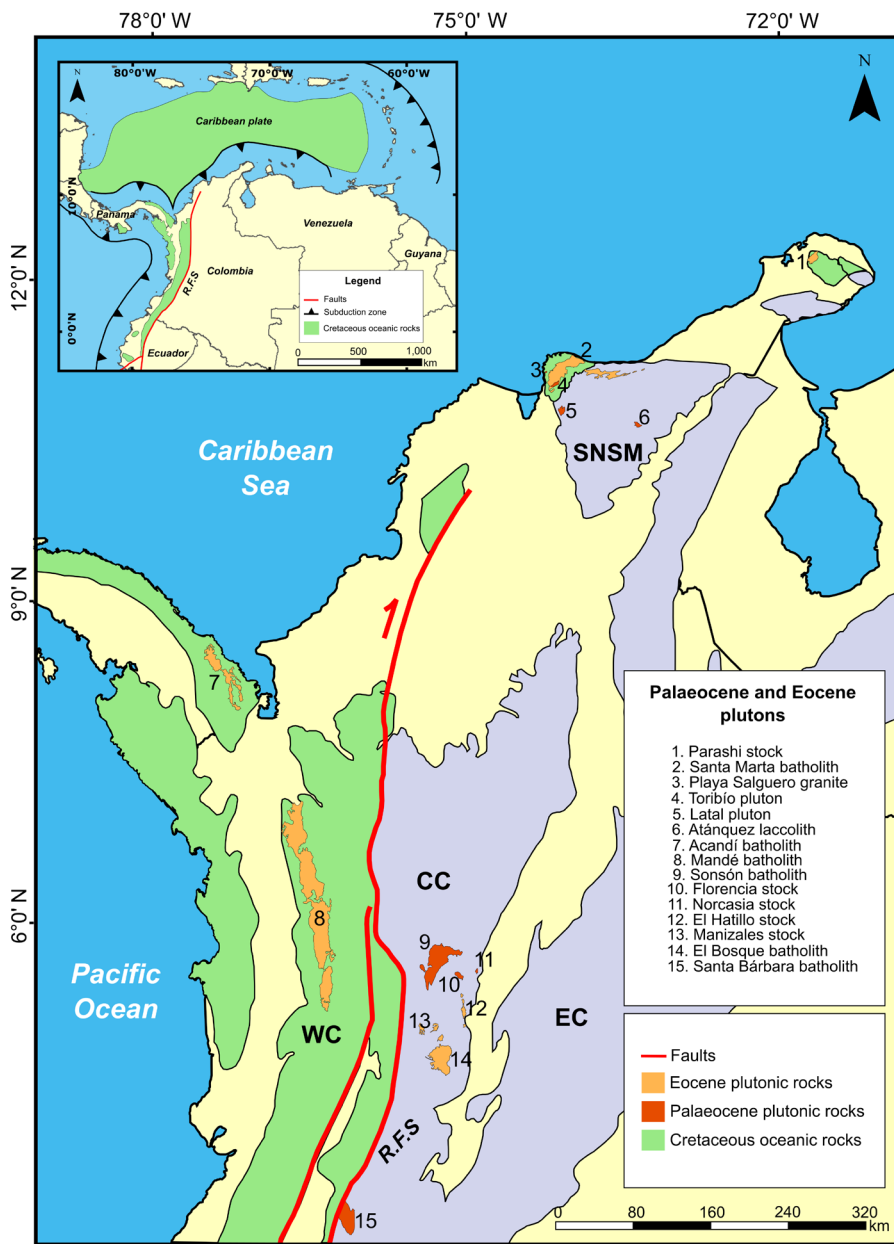 78°0' W
75°0' W
72°0' W
12°0' N
9°0' N
6°0' N
N
80°0'W
70°0'W
60°0'W
10°0'N
0°0'N
N
Caribbean plate
Panama
Venezuela
Guyana
Colombia
R.F.S
Ecuador
Legend
Faults
Subduction zone
Cretaceous oceanic rocks
0 500 1,000
km
Caribbean
Sea
Pacific
Ocean
1
2
3
4
5
6
SNSM
7
8
CC
9
10
11
12
13
14
WC
EC
R.F.S
15
Palaeocene and Eocene
plutons
1. Parashi stock
2. Santa Marta batholith
3. Playa Salguero granite
4. Toribío pluton
5. Latal pluton
6. Atánquez laccolith
7. Acandí batholith
8. Mandé batholith
9. Sonsón batholith
10. Florencia stock
11. Norcasia stock
12. El Hatillo stock
13. Manizales stock
14. El Bosque batholith
15. Santa Bárbara batholith
Faults
Eocene plutonic rocks
Palaeocene plutonic rocks
Cretaceous oceanic rocks
0 80 160 240 320
km